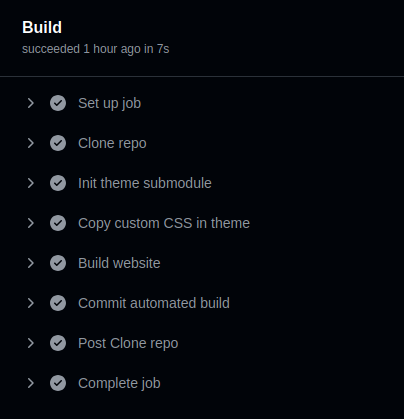 Build
succeeded 1 hour ago in 7s
Set up job
Clone repo
Init theme submodule
Copy custom CSS in theme
Build website
Commit automated build
Post Clone repo
Complete job